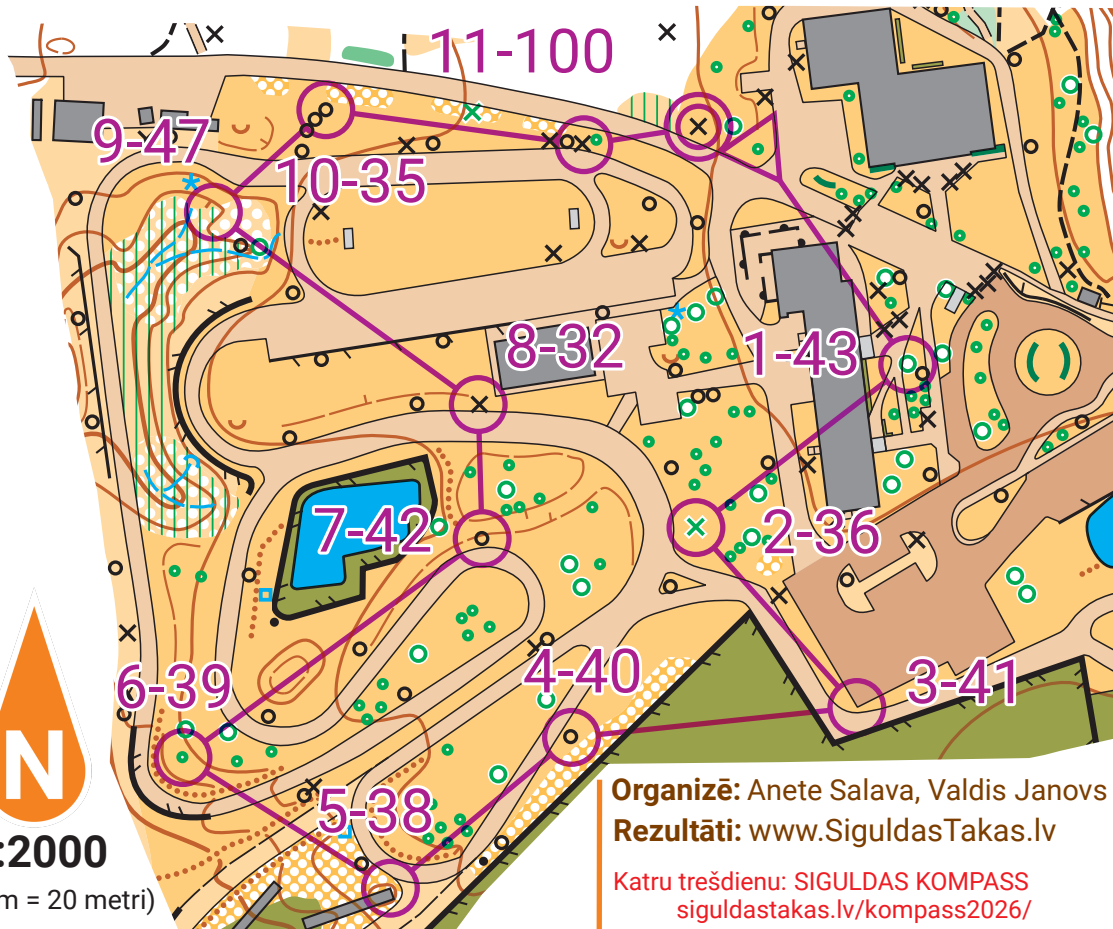 11-100
9-47
10-35
8-32
1-43
7-42
2-36
6-39
4-40
3-41
5-38
N
:2000
m = 20 metri)
Organizē: Anete Salava, Valdis Janovs
Rezultāti: www.SiguldasTakas.lv
Katru trešdienu: SIGULDAS KOMPASS
siguldastakas.lv/kompass2026/